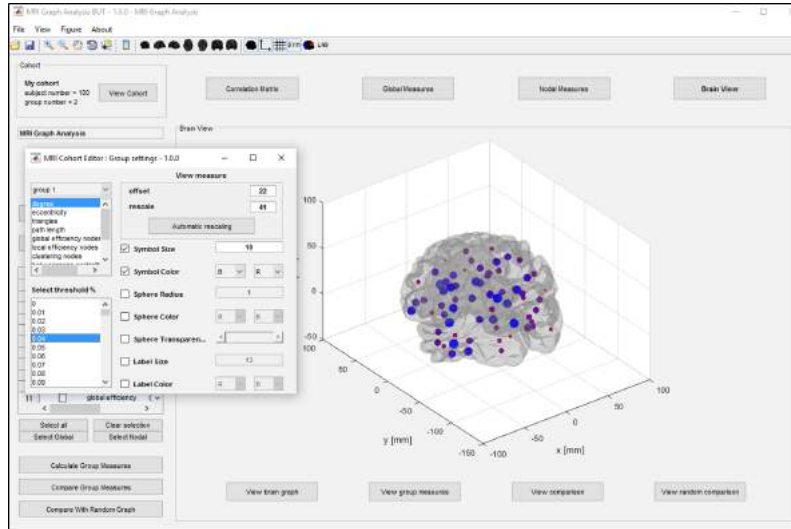 MRI Graph Analysis BUT - 1.0.0 - MRI Graph Analysis
File View Figure About
Cohort
My cohort
subject number = 100
group number = 2
View Cohort
Correlation Matrix
Global Measures
Nodal Measures
Brain View
MRI Graph Analysis
Brain View
MRI Cohort Editor : Group settings - 1.0.0
group 1
degree
eccentricity
triangles
path length
global efficiency nodes
local efficiency nodes
clustering nodes
Select threshold %
0
0.01
0.02
0.03
0.04
0.05
0.06
0.07
0.08
0.09
View measure
offset 22
rescale 41
Automatic rescaling
Symbol Size 10
Symbol Color B R
Sphere Radius 1
Sphere Color
Sphere Transparen...
Label Size
Label Color
11 global efficiency
Select all
Clear selection
Select Global
Select Nodal
Calculate Group Measures
Compare Group Measures
Compare With Random Graph
100
50
0
-50
100
50
0
-50
-100
-150
y [mm]
-100
-50
0
50
100
x [mm]
View brain graph
View group measures
View comparison
View random comparison